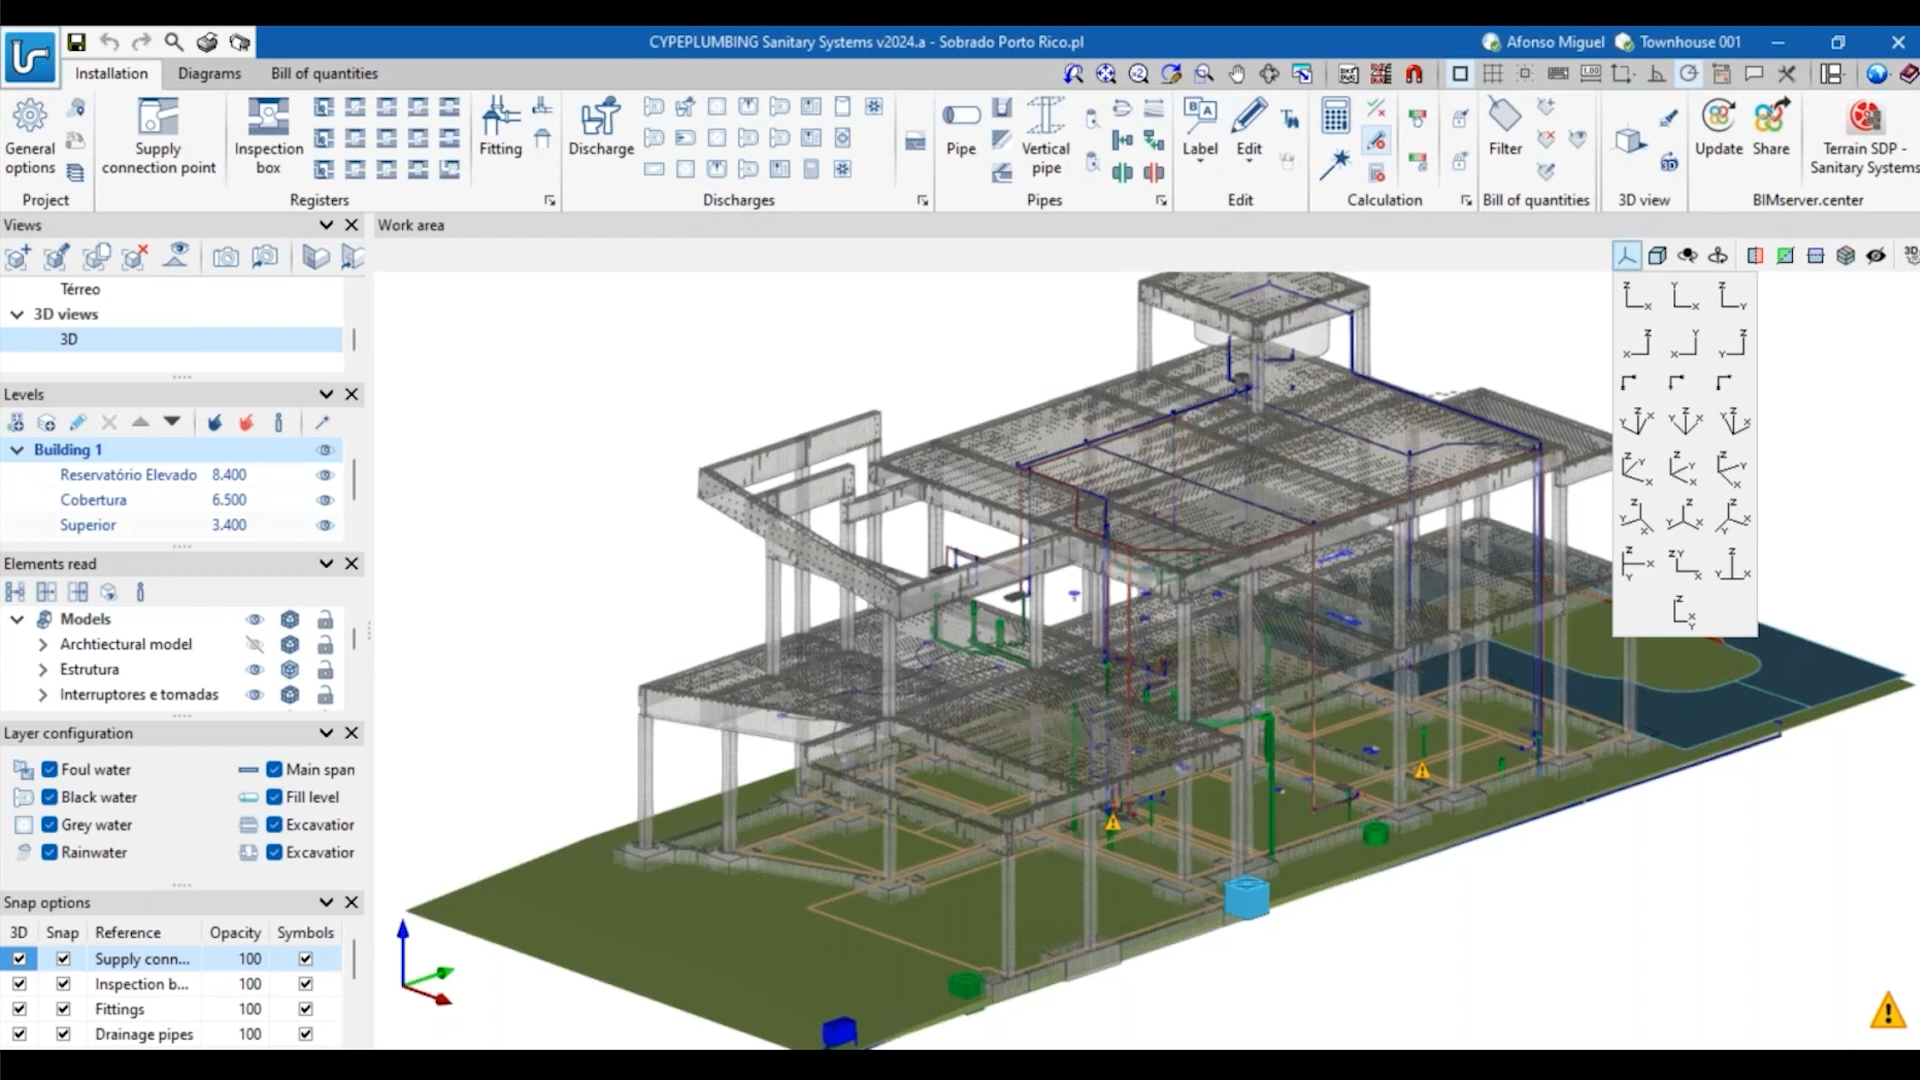 CYPEPLUMBING Sanitary Systems v2024.a - Sobrado Porto Rico.pl
Afonso Miguel
Townhouse 001
Installation
Diagrams
Bill of quantities
General options
Supply connection point
Inspection box
Fitting
Discharge
Pipe
Vertical pipe
Label
Edit
Filter
Update
Share
Terrain SDP - Sanitary Systems
Project
Registers
Discharges
Pipes
Edit
Calculation
Bill of quantities
3D view
BIMserver.center
Views
Work area
Térreo
3D views
3D
Levels
Building 1
Reservatório Elevado 8.400
Cobertura 6.500
Superior 3.400
Elements read
Models
Archtiectural model
Estrutura
Interruptores e tomadas
Layer configuration
Foul water Main span
Black water Fill level
Grey water Excavatior
Rainwater Excavatior
Snap options
3D Snap Reference Opacity Symbols
Supply conn... 100
Inspection b... 100
Fittings 100
Drainage pipes 100